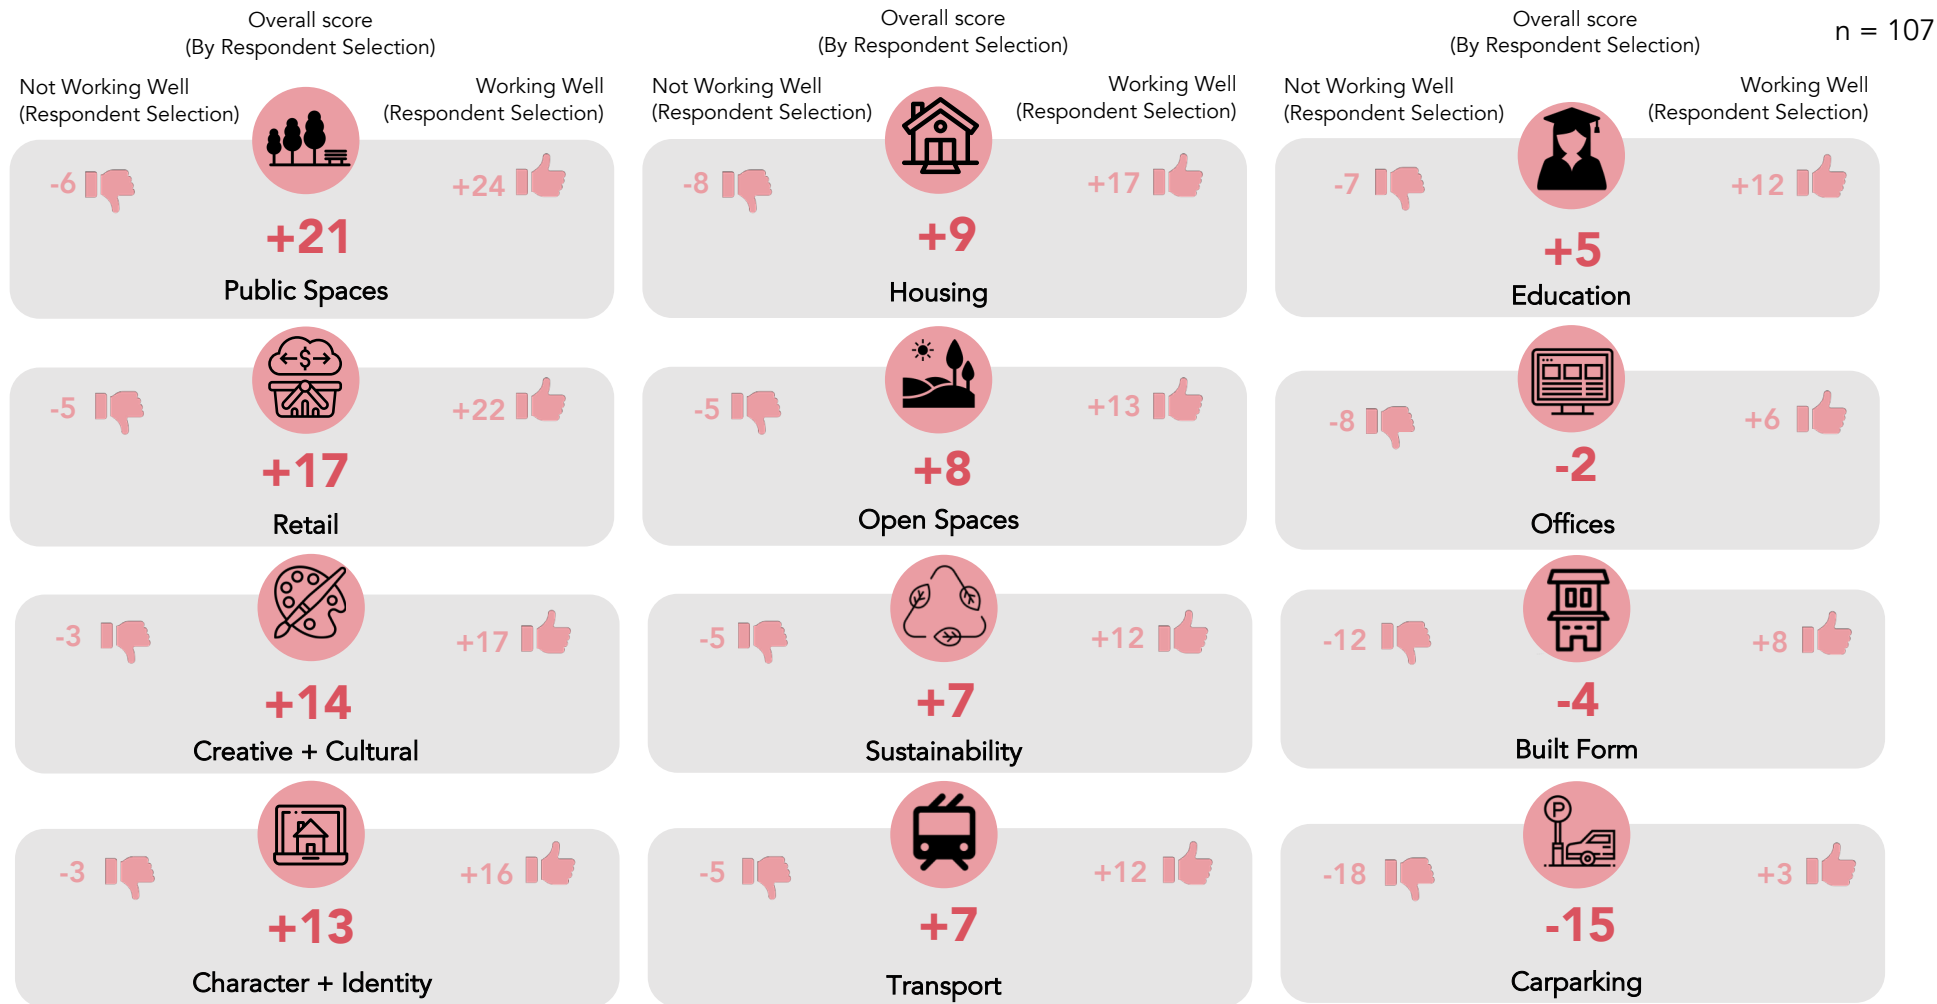 Overall score
(By Respondent Selection)
Not Working Well
(Respondent Selection)
Working Well
(Respondent Selection)
-6
+24
+21
Public Spaces
-5
+22
+17
Retail
-3
+17
+14
Creative + Cultural
-3
+16
+13
Character + Identity
Overall score
(By Respondent Selection)
Not Working Well
(Respondent Selection)
Working Well
(Respondent Selection)
-8
+17
+9
Housing
-5
+13
+8
Open Spaces
-5
+12
+7
Sustainability
-5
+12
+7
Transport
Overall score
(By Respondent Selection)
n = 107
Not Working Well
(Respondent Selection)
Working Well
(Respondent Selection)
-7
+12
+5
Education
-8
+6
-2
Offices
-12
+8
-4
Built Form
P
-18
+3
-15
Carparking